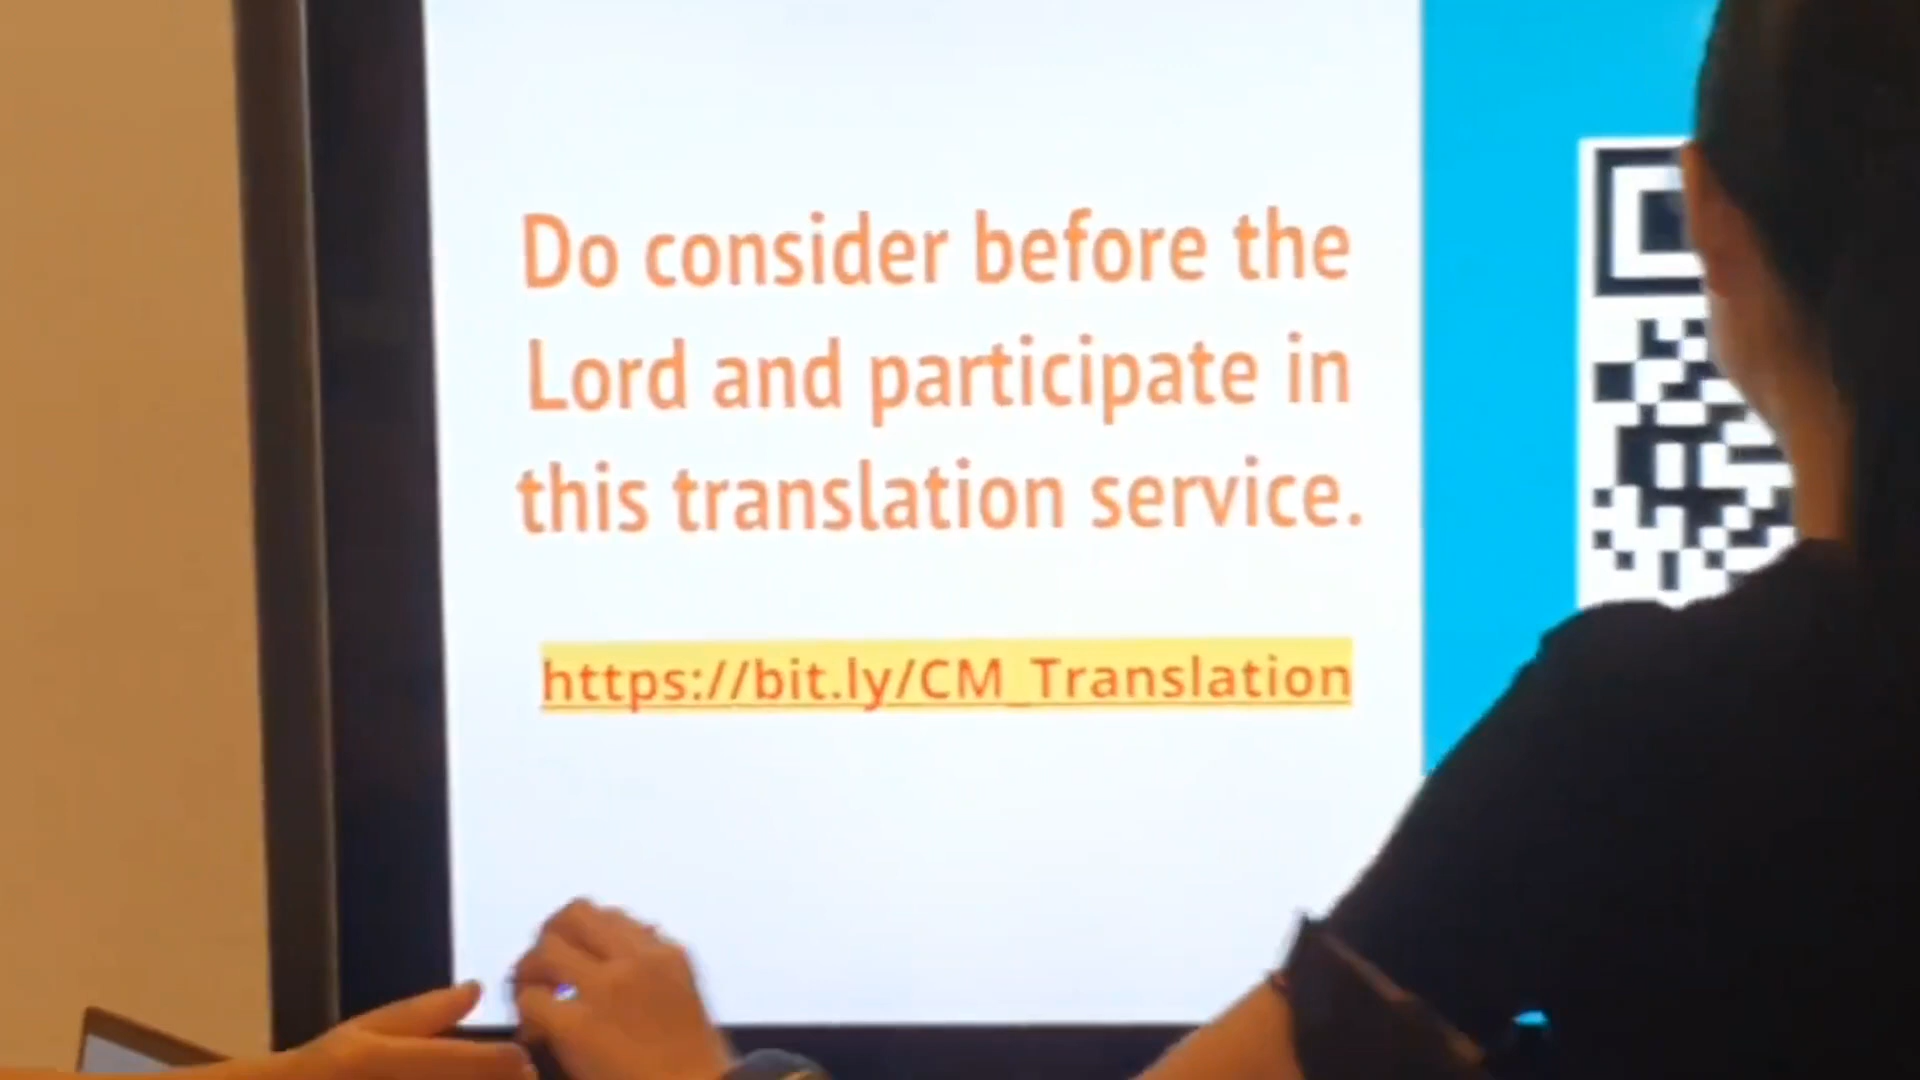 Do consider before the
Lord and participate in
this translation service.
https://bit.ly/CM_Translation